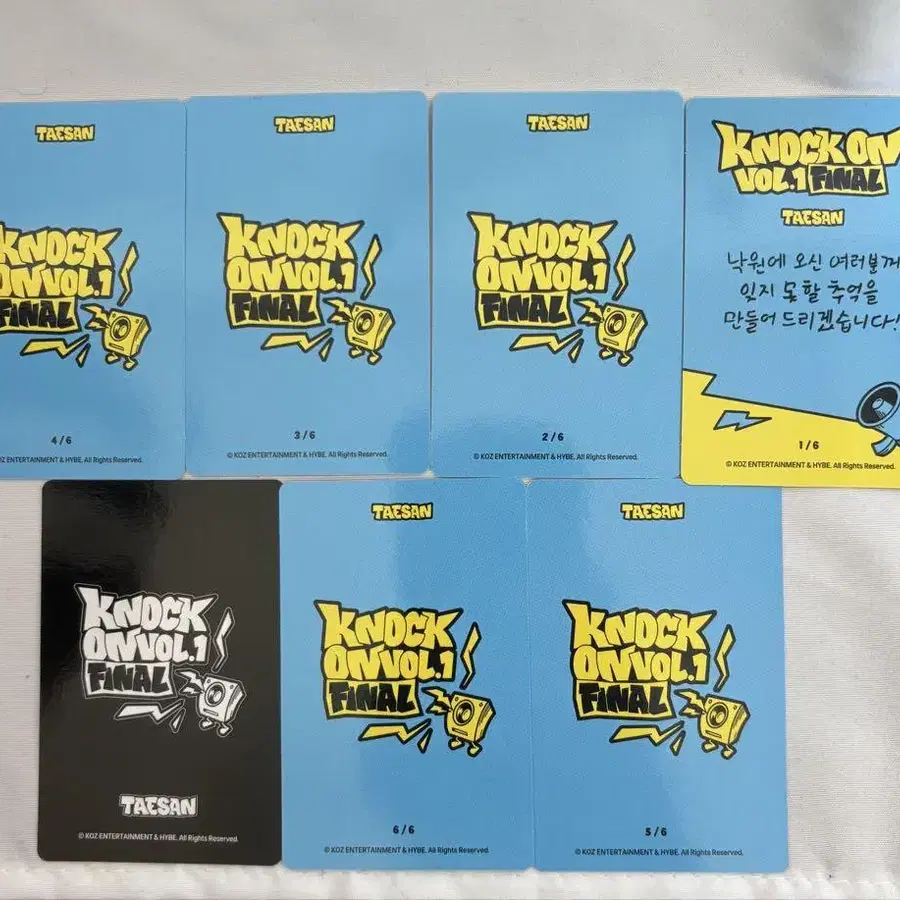 TAESAN
KNOCK
ON VOL.1
FINAL
4 / 6
KOZ ENTERTAINMENT & HYBE. All Rights Reserved.
TAESAN
KNOCK
ON VOL.1
FINAL
3 / 6
© KOZ ENTERTAINMENT & HYBE. All Rights Reserved.
TAESAN
KNOCK
ON VOL.1
FINAL
2 / 6
© KOZ ENTERTAINMENT & HYBE. All Rights Reserved.
KNOCK ON
VOL.1 FINAL
TAESAN
낙원에 오신 여러분께
잊지 못할 추억을
만들어 드리겠습니다!
1 / 6
© KOZ ENTERTAINMENT & HYBE. All Rights Reserved.
KNOCK
ON VOL.1
FINAL
TAESAN
© KOZ ENTERTAINMENT & HYBE. All Rights Reserved.
TAESAN
KNOCK
ON VOL.1
FINAL
6 / 6
© KOZ ENTERTAINMENT & HYBE. All Rights Reserved.
TAESAN
KNOCK
ON VOL.1
FINAL
5 / 6
© KOZ ENTERTAINMENT & HYBE. All Rights Reserved.